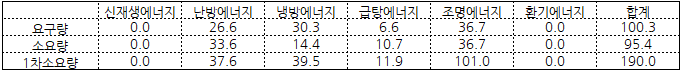 신재생에너지 난방에너지 냉방에너지 급탕에너지 조명에너지 환기에너지 합계
요구량 0.0 26.6 30.3 6.6 36.7 0.0 100.3
소요량 0.0 33.6 14.4 10.7 36.7 0.0 95.4
1차소요량 0.0 37.6 39.5 11.9 101.0 0.0 190.0